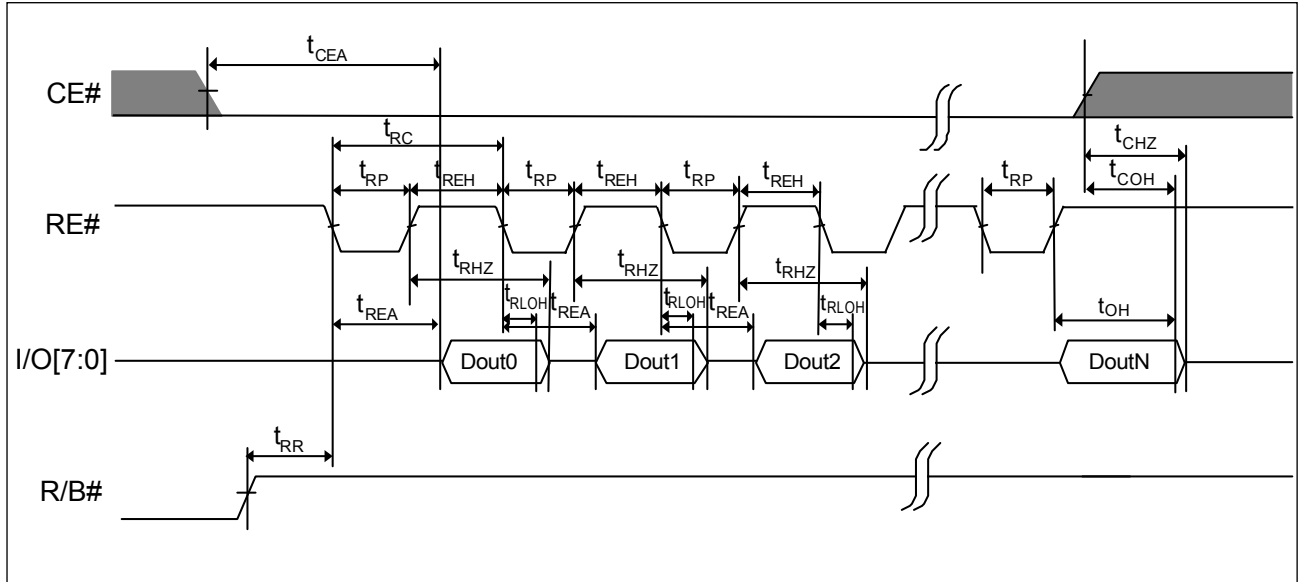 tCEA
CE#
tRC
tCHZ
tRP tREH tRP tREH tRP tREH tRP tCOH
RE#
tRHZ tRHZ tRHZ
tREA tRLOH tREA tRLOH tREA tRLOH tOH
I/O[7:0] Dout0 Dout1 Dout2 DoutN
tRR
R/B#